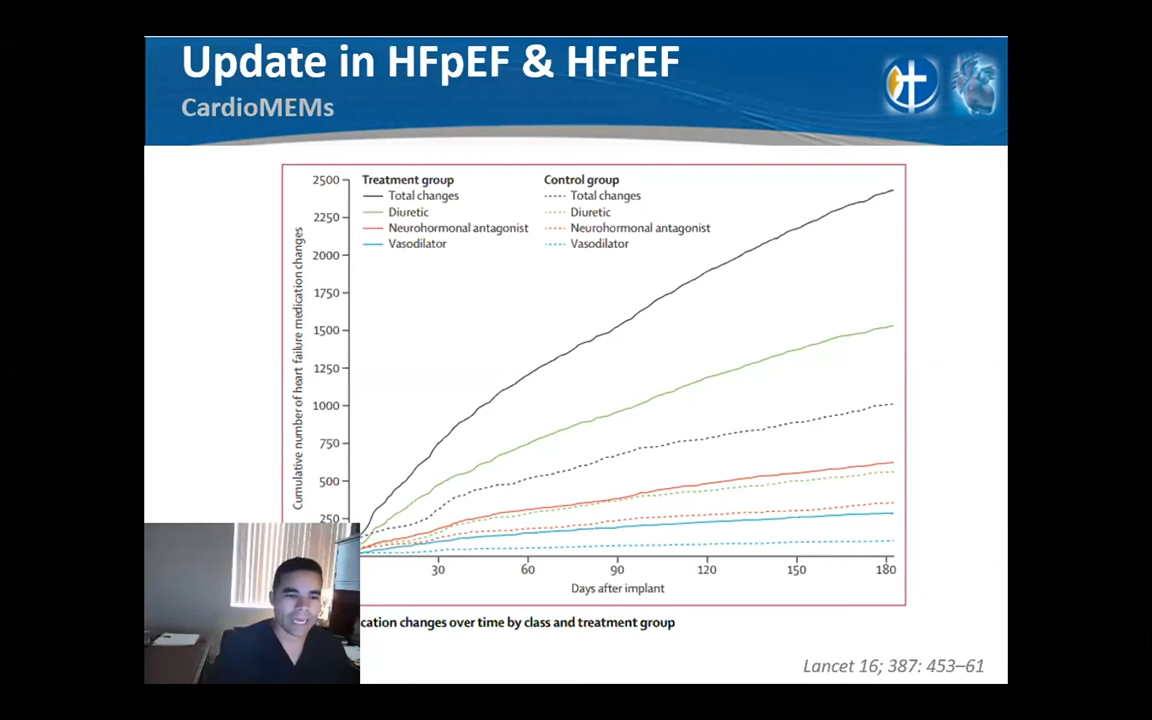 Update in HFpEF & HFrEF
CardioMEMs
Treatment group
Total changes
Diuretic
Neurohormonal antagonist
Vasodilator
Control group
Total changes
Diuretic
Neurohormonal antagonist
Vasodilator
Cumulative number of heart failure medication changes
2500
2250
2000
1750
1500
1250
1000
750
500
250
30 60 90 120 150 180
Days after implant
cation changes over time by class and treatment group
Lancet 16; 387: 453–61